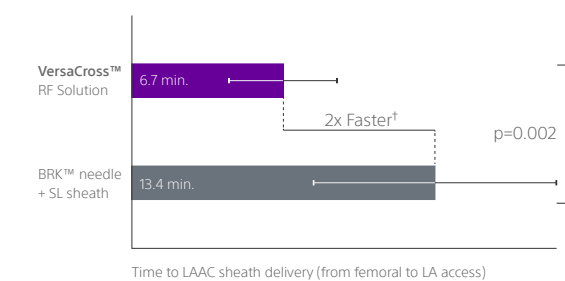 VersaCross™
RF Solution
6.7 min.
2x Faster†
p=0.002
BRK™ needle
+ SL sheath
13.4 min.
Time to LAAC sheath delivery (from femoral to LA access)